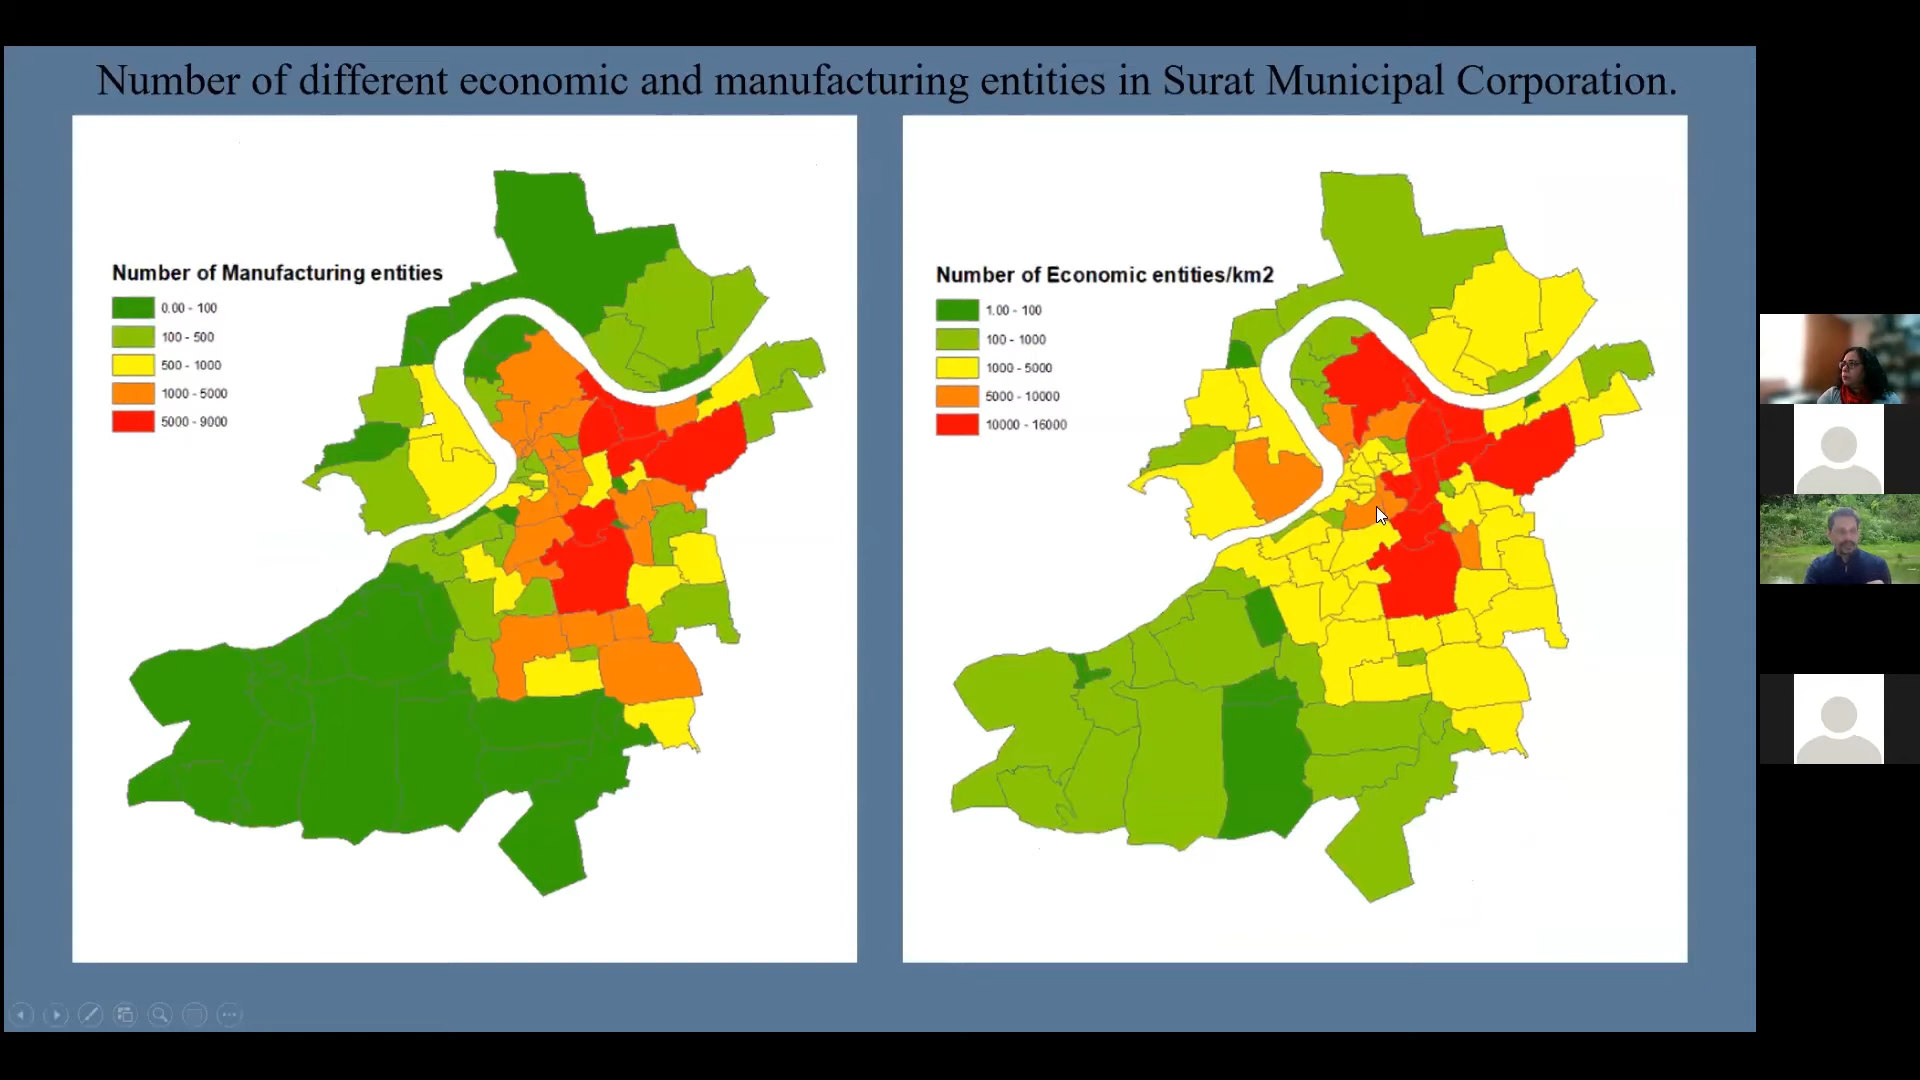 Number of different economic and manufacturing entities in Surat Municipal Corporation.
Number of Manufacturing entities
0.00 - 100
100 - 500
500 - 1000
1000 - 5000
5000 - 9000
Number of Economic entities/km2
1.00 - 100
100 - 1000
1000 - 5000
5000 - 10000
10000 - 16000